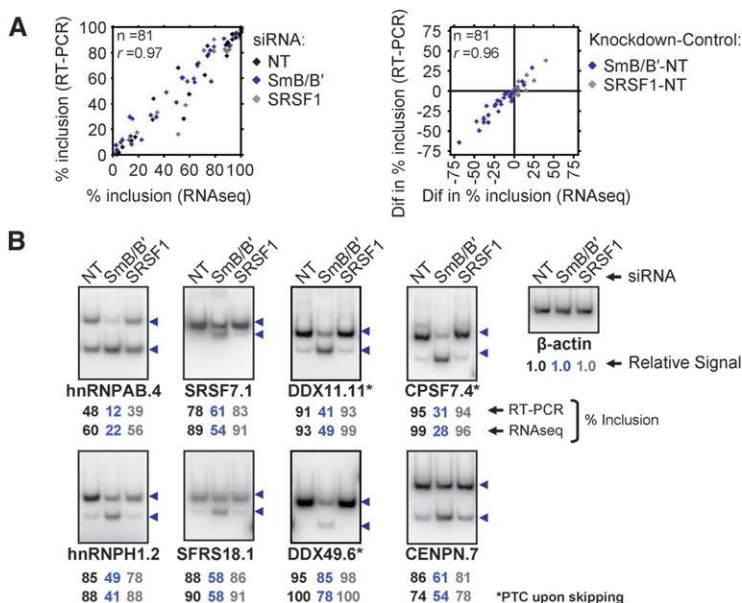 A
n =81
r =0.97
% inclusion (RT-PCR)
100
80
60
40
20
0
0 20 40 60 80 100
% inclusion (RNAseq)
siRNA:
NT
SmB/B′
SRSF1
n =81
r =0.96
Dif in % inclusion (RT-PCR)
75
50
25
0
-25
-50
-75
-75 -50 -25 0 25 50 75
Dif in % inclusion (RNAseq)
Knockdown-Control:
SmB/B′-NT
SRSF1-NT
B
NT SmB/B′ SRSF1 NT SmB/B′ SRSF1 NT SmB/B′ SRSF1 NT SmB/B′ SRSF1 NT SmB/B′ SRSF1
siRNA
β-actin
1.0 1.0 1.0
Relative Signal
hnRNPAB.4 SRSF7.1 DDX11.11* CPSF7.4*
48 12 39 78 61 83 91 41 93 95 31 94 RT-PCR
60 22 56 89 54 91 93 49 99 99 28 96 RNAseq
% Inclusion
hnRNPH1.2 SFRS18.1 DDX49.6* CENPN.7
85 49 78 88 58 86 95 85 98 86 61 81
88 41 88 90 58 91 100 78 100 74 54 78
*PTC upon skipping